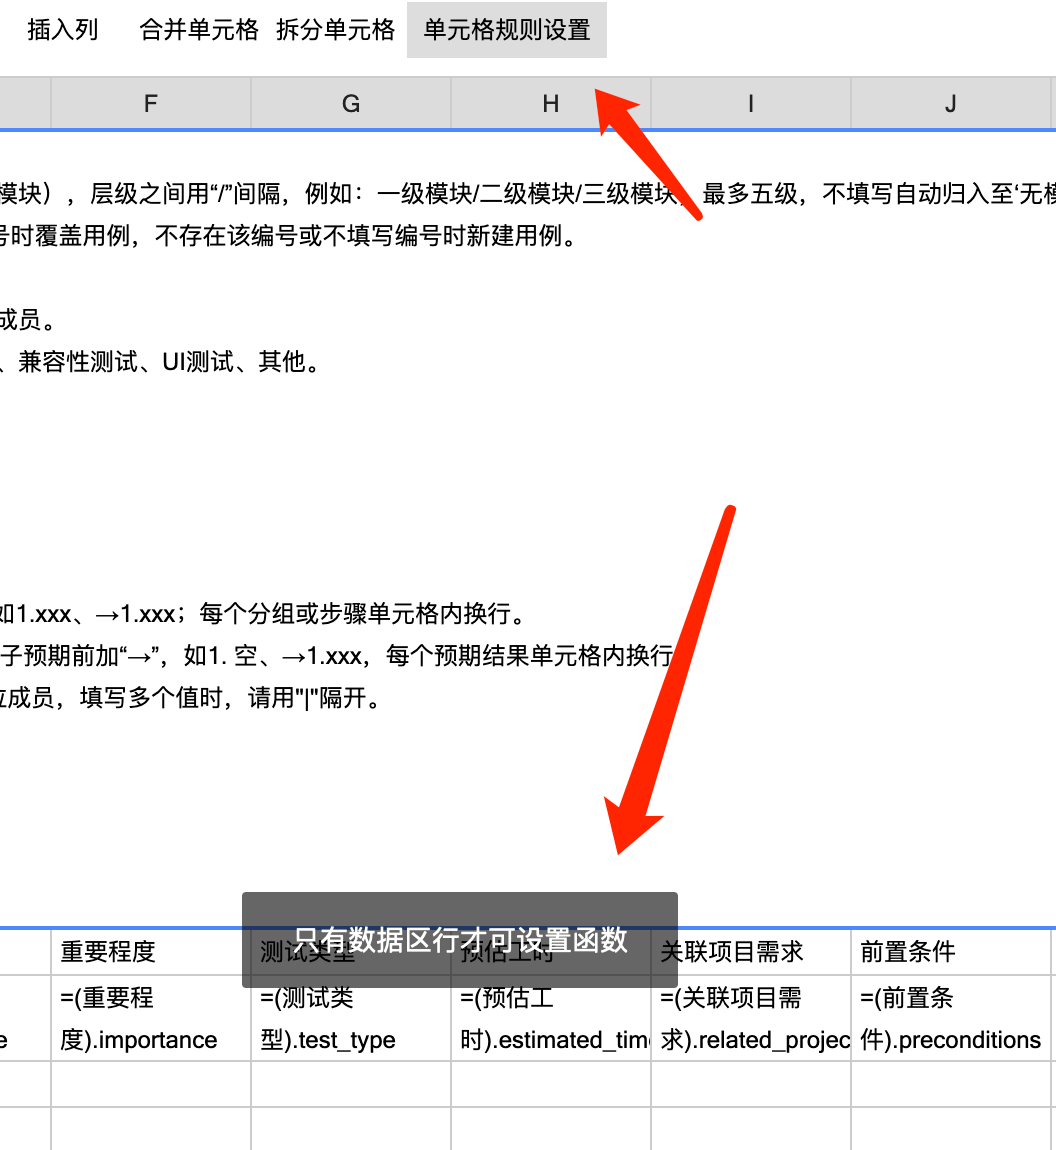 插入列 合并单元格 拆分单元格 单元格规则设置
F G H I J
模块），层级之间用“/”间隔，例如：一级模块/二级模块/三级模块，最多五级，不填写自动归入至‘无模
号时覆盖用例，不存在该编号或不填写编号时新建用例。
成员。
、兼容性测试、UI测试、其他。
如1.xxx、→1.xxx；每个分组或步骤单元格内换行。
子预期前加“→”，如1. 空、→1.xxx，每个预期结果单元格内换行
位成员，填写多个值时，请用"|"隔开。
只有数据区行才可设置函数
重要程度 测试类型 预估工时 关联项目需求 前置条件
=(重要程 =(测试类 =(预估工 =(关联项目需 =(前置条
e 度).importance 型).test_type 时).estimated_tim 求).related_projec 件).preconditions